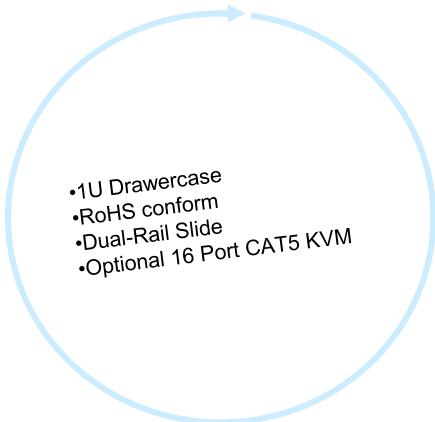 •1U Drawercase
•RoHS conform
•Dual-Rail Slide
•Optional 16 Port CAT5 KVM